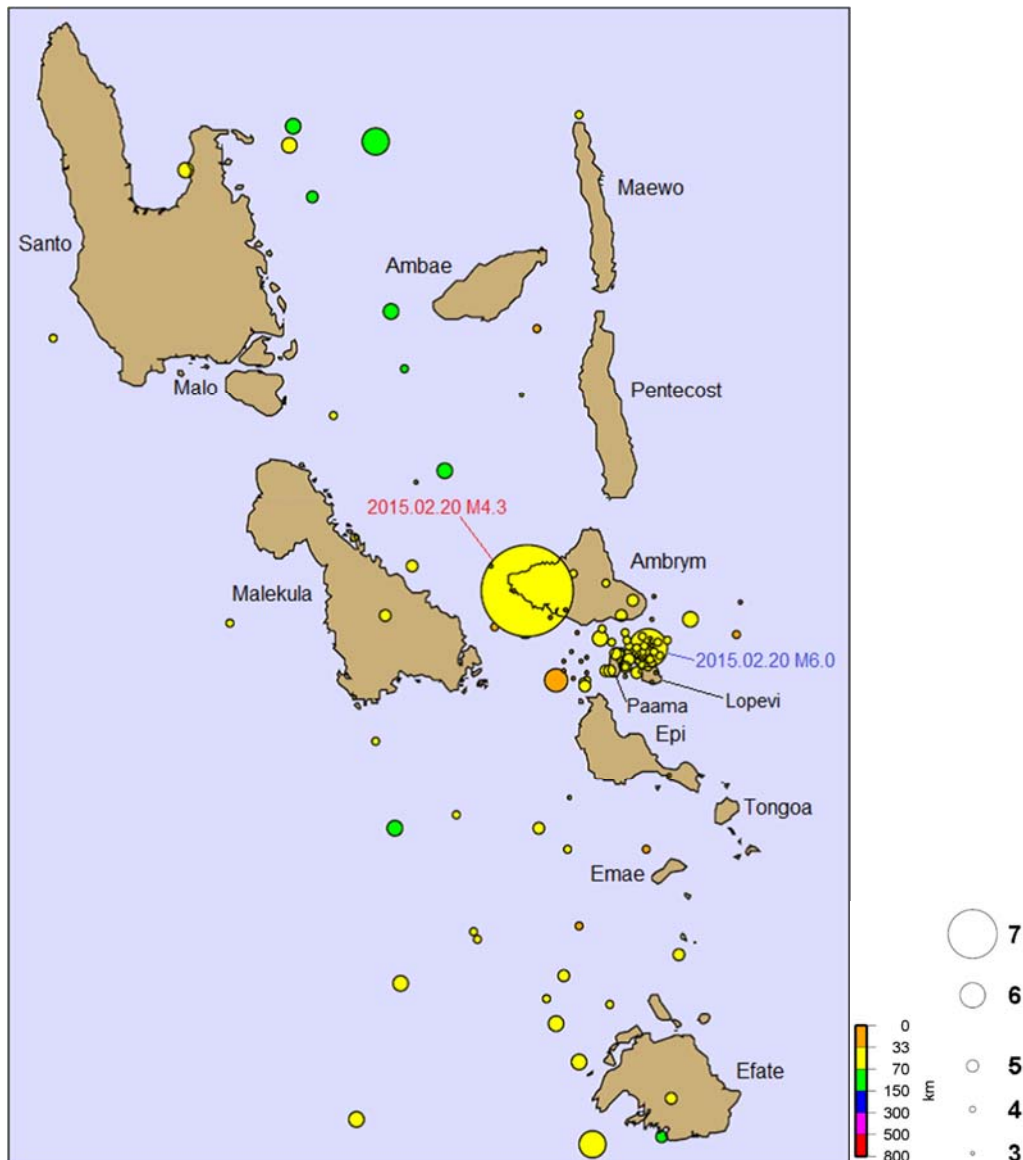 Maewo
Santo
Ambae
Malo
Pentecost
2015.02.20 M4.3
Ambrym
Malekula
2015.02.20 M6.0
Lopevi
Paama
Epi
Tongoa
Emae
Efate
7
6
5
4
3
0
33
70
150
300
500
800
km